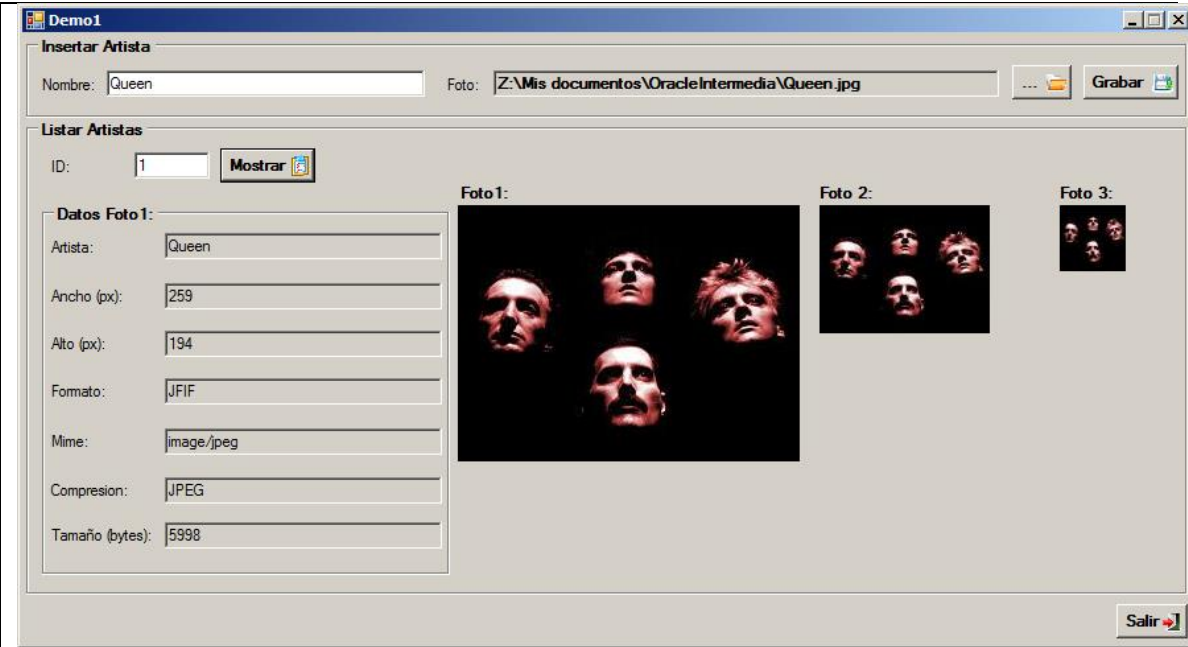 Demo1
Insertar Artista
Nombre: Queen Foto: Z:\Mis documentos\OracleIntermedia\Queen.jpg ... Grabar
Listar Artistas
ID: 1 Mostrar
Foto1: Foto 2: Foto 3:
Datos Foto1:
Artista: Queen
Ancho (px): 259
Alto (px): 194
Formato: JFIF
Mime: image/jpeg
Compresion: JPEG
Tamaño (bytes): 5998
Salir